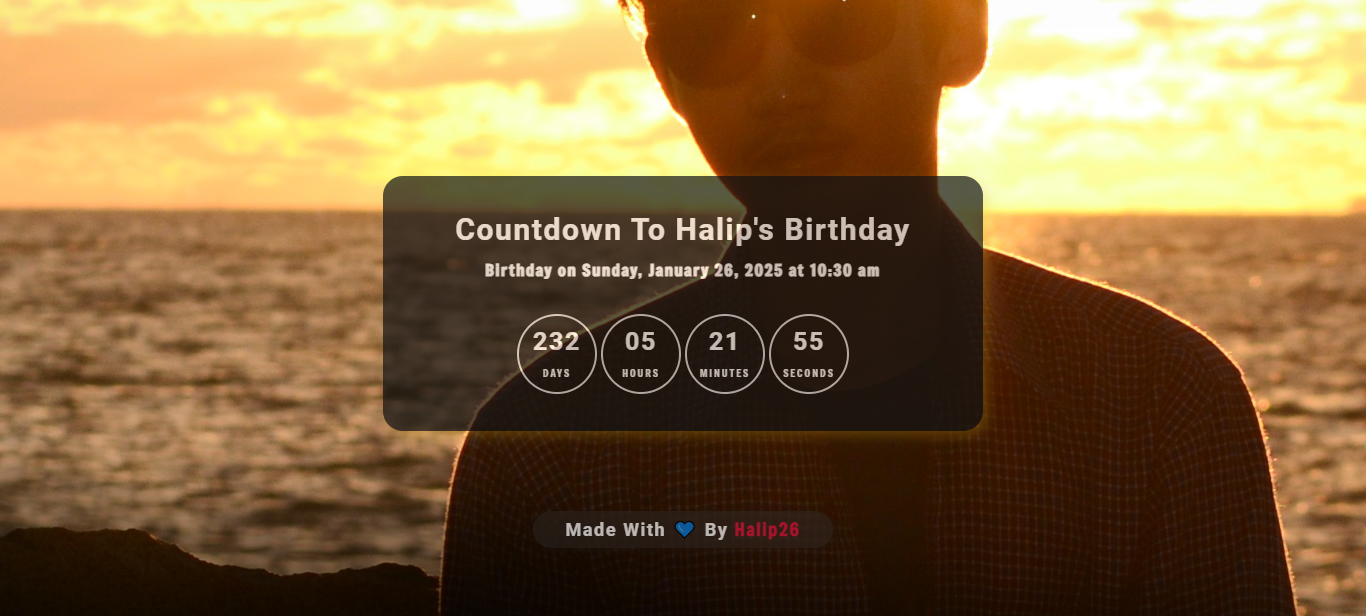 Countdown To Halip's Birthday
Birthday on Sunday, January 26, 2025 at 10:30 am
232 05 21 55
DAYS HOURS MINUTES SECONDS
Made With 💙 By Halip26